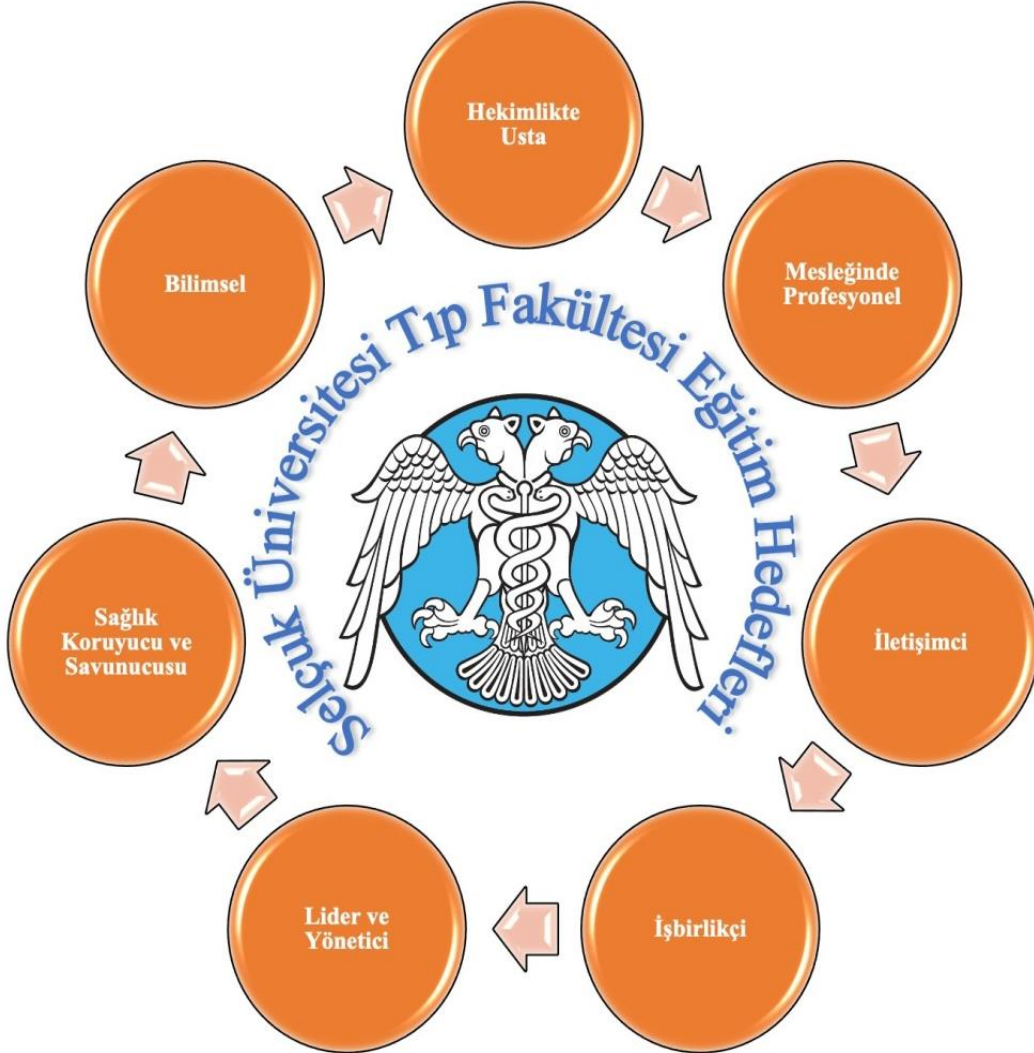 Hekimlikte
Usta
Mesleğinde
Profesyonel
İletişimci
İşbirlikçi
Lider ve
Yönetici
Sağlık
Koruyucu ve
Savunucusu
Bilimsel
Selçuk Üniversitesi Tıp Fakültesi Eğitim Hedefleri